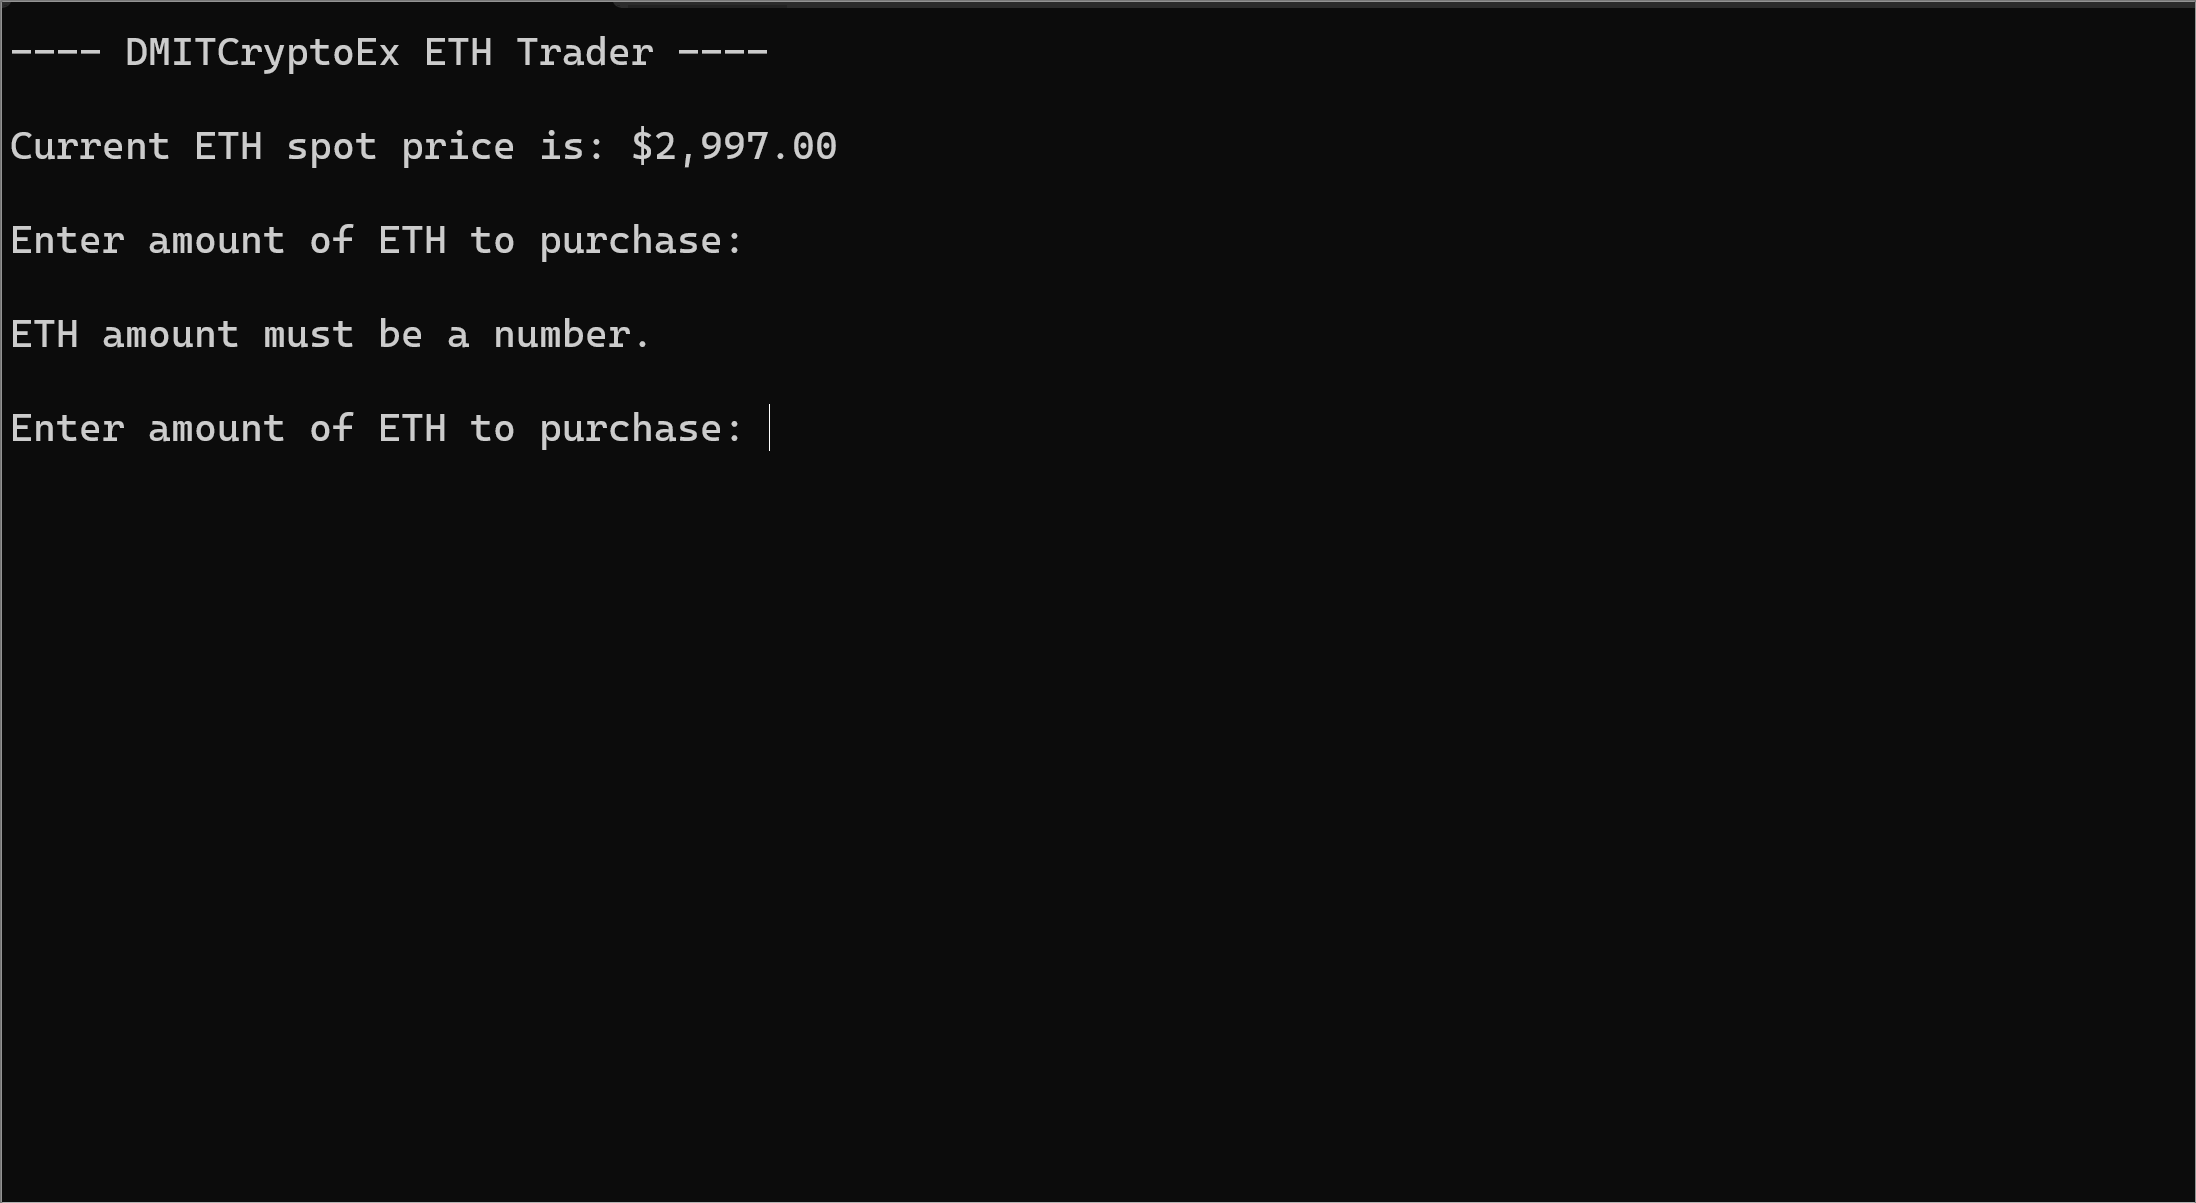 ---- DMITCryptoEx ETH Trader ----
Current ETH spot price is: $2,997.00
Enter amount of ETH to purchase:
ETH amount must be a number.
Enter amount of ETH to purchase: